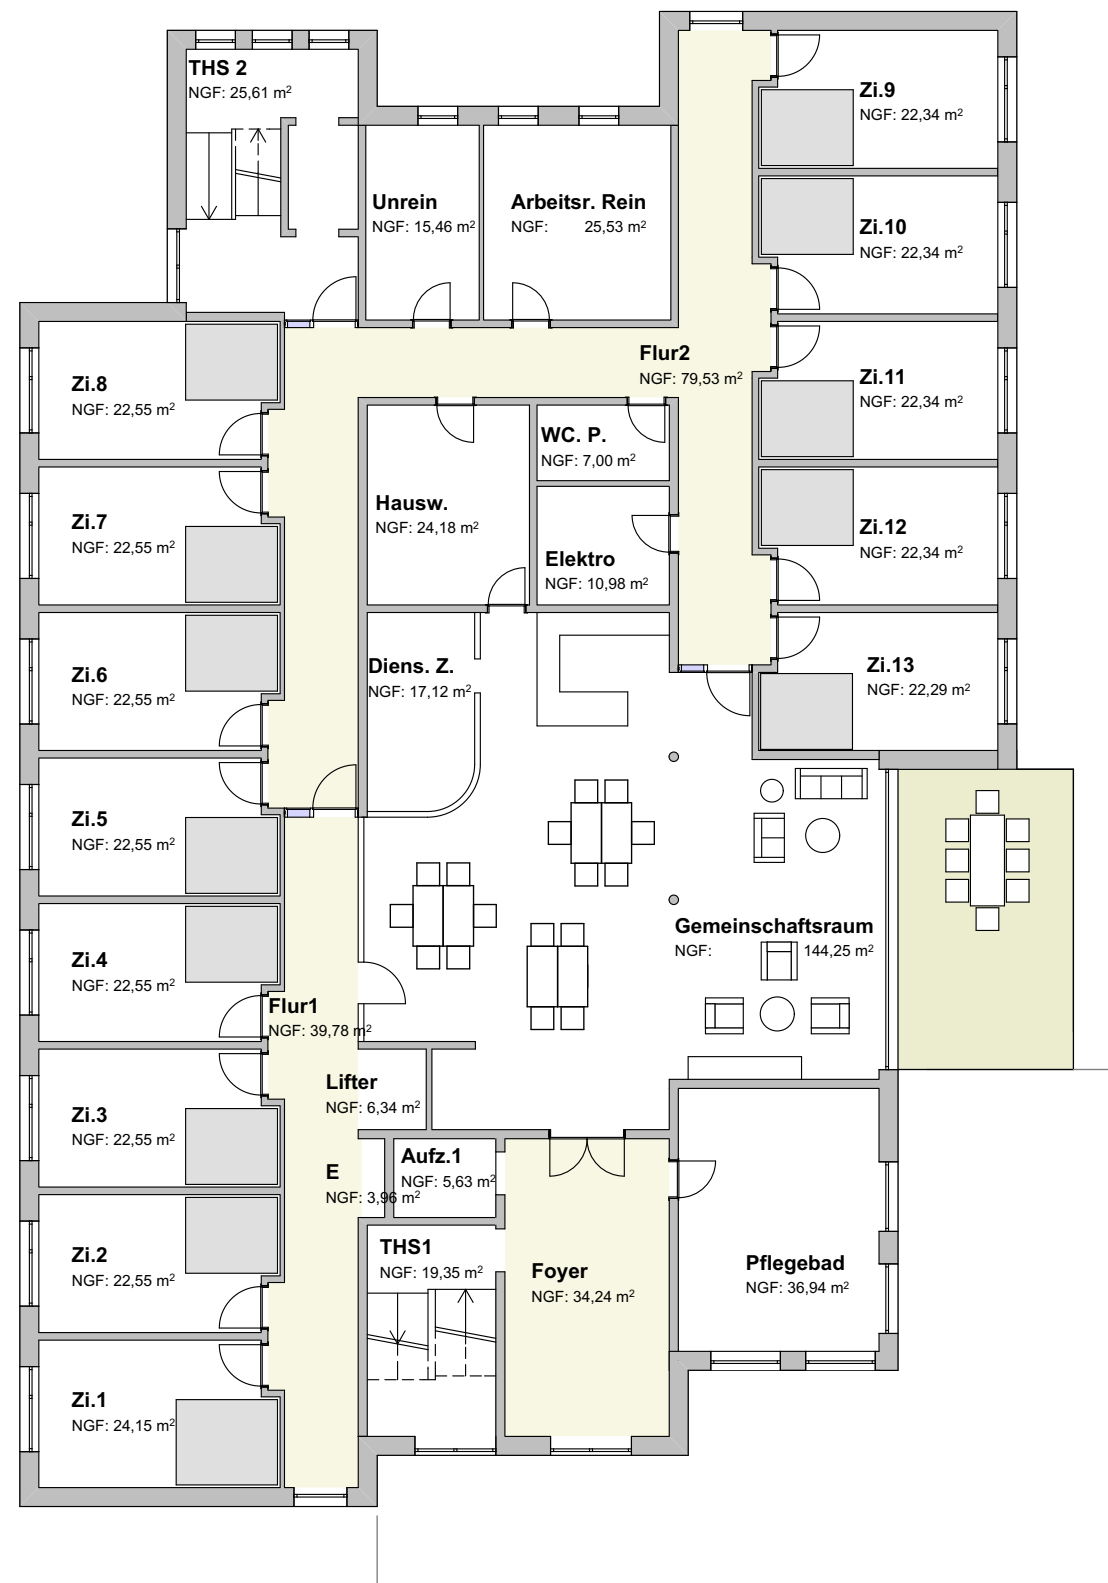 THS 2
NGF: 25,61 m²
Zi.9
NGF: 22,34 m²
Unrein
NGF: 15,46 m²
Arbeitsr. Rein
NGF: 25,53 m²
Zi.10
NGF: 22,34 m²
Flur2
NGF: 79,53 m²
Zi.8
NGF: 22,55 m²
Zi.11
NGF: 22,34 m²
WC. P.
NGF: 7,00 m²
Hausw.
NGF: 24,18 m²
Zi.7
NGF: 22,55 m²
Zi.12
NGF: 22,34 m²
Elektro
NGF: 10,98 m²
Zi.6
NGF: 22,55 m²
Diens. Z.
NGF: 17,12 m²
Zi.13
NGF: 22,29 m²
Zi.5
NGF: 22,55 m²
Gemeinschaftsraum
NGF: 144,25 m²
Zi.4
NGF: 22,55 m²
Flur1
NGF: 39,78 m²
Lifter
NGF: 6,34 m²
Zi.3
NGF: 22,55 m²
E
NGF: 3,96 m²
Aufz.1
NGF: 5,63 m²
Zi.2
NGF: 22,55 m²
THS1
NGF: 19,35 m²
Foyer
NGF: 34,24 m²
Pflegebad
NGF: 36,94 m²
Zi.1
NGF: 24,15 m²